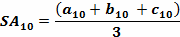 SA₁₀ = (a₁₀ + b₁₀ + c₁₀) / 3